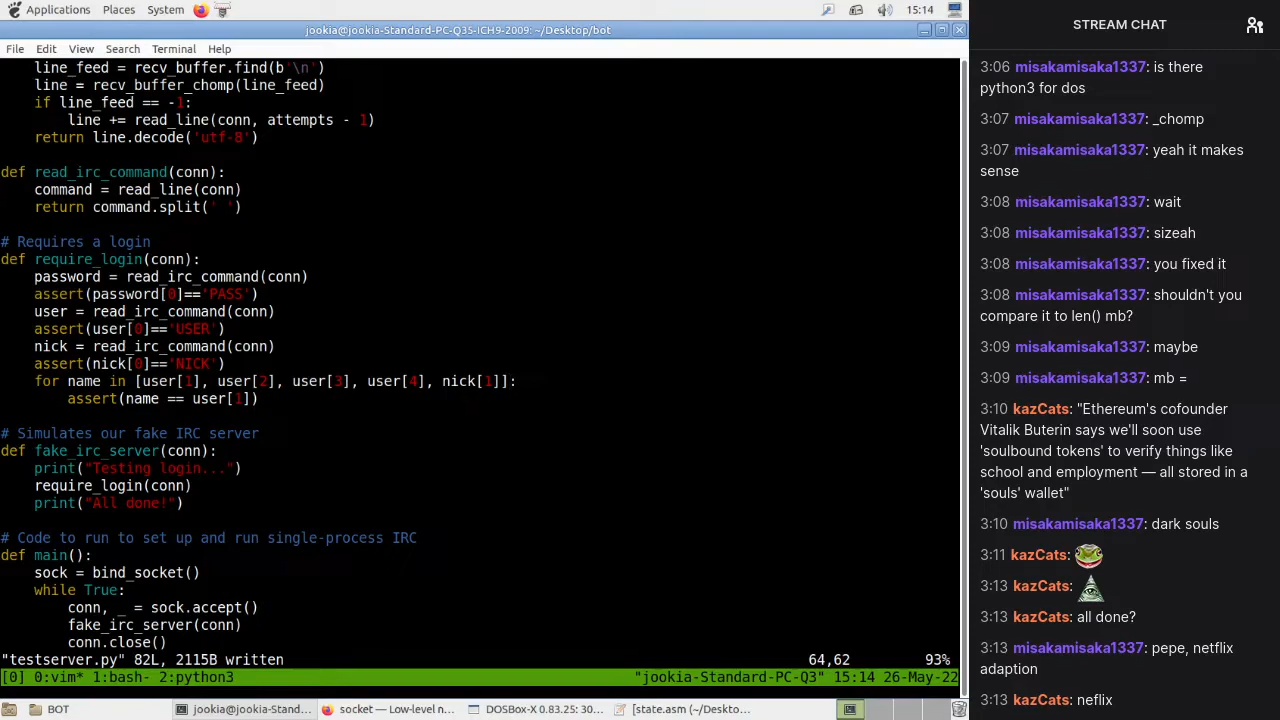 Applications Places System 15:14
jookia@jookia-Standard-PC-Q35-ICH9-2009: ~/Desktop/bot
File Edit View Search Terminal Help
    line_feed = recv_buffer.find(b'\n')
    line = recv_buffer_chomp(line_feed)
    if line_feed == -1:
        line += read_line(conn, attempts - 1)
    return line.decode('utf-8')
def read_irc_command(conn):
    command = read_line(conn)
    return command.split(' ')
# Requires a login
def require_login(conn):
    password = read_irc_command(conn)
    assert(password[0]=='PASS')
    user = read_irc_command(conn)
    assert(user[0]=='USER')
    nick = read_irc_command(conn)
    assert(nick[0]=='NICK')
    for name in [user[1], user[2], user[3], user[4], nick[1]]:
        assert(name == user[1])
# Simulates our fake IRC server
def fake_irc_server(conn):
    print("Testing login...")
    require_login(conn)
    print("All done!")
# Code to run to set up and run single-process IRC
def main():
    sock = bind_socket()
    while True:
        conn, _ = sock.accept()
        fake_irc_server(conn)
        conn.close()
"testserver.py" 82L, 2115B written 64,62 93%
[0] 0:vim* 1:bash- 2:python3 "jookia-Standard-PC-Q3" 15:14 26-May-22
BOT jookia@jookia-Stand... socket — Low-level n... DOSBox-X 0.83.25: 30... [state.asm (~/Deskto...
STREAM CHAT
3:06 misakamisaka1337: is there
python3 for dos
3:07 misakamisaka1337: _chomp
3:07 misakamisaka1337: yeah it makes
sense
3:08 misakamisaka1337: wait
3:08 misakamisaka1337: sizeah
3:08 misakamisaka1337: you fixed it
3:08 misakamisaka1337: shouldn't you
compare it to len() mb?
3:09 misakamisaka1337: maybe
3:09 misakamisaka1337: mb =
3:10 kazCats: "Ethereum's cofounder
Vitalik Buterin says we'll soon use
'soulbound tokens' to verify things like
school and employment — all stored in a
'souls' wallet"
3:10 misakamisaka1337: dark souls
3:11 kazCats:
3:13 kazCats:
3:13 kazCats: all done?
3:13 misakamisaka1337: pepe, netflix
adaption
3:13 kazCats: neflix